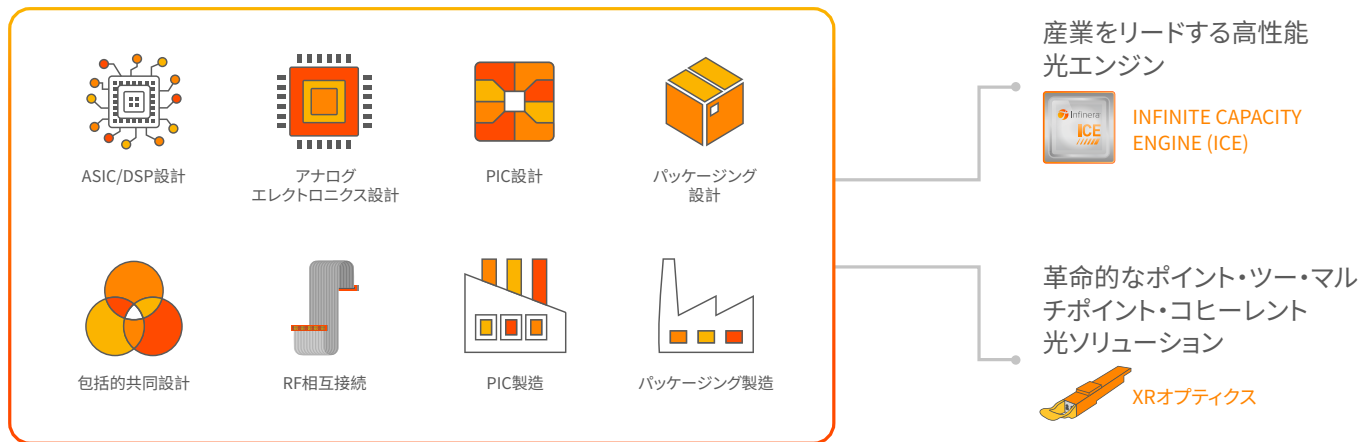 ASIC/DSP設計
アナログ
エレクトロニクス設計
PIC設計
パッケージング
設計
包括的共同設計
RF相互接続
PIC製造
パッケージング製造
産業をリードする高性能
光エンジン
Infinera
ICE
INFINITE CAPACITY
ENGINE (ICE)
革命的なポイント・ツー・マル
チポイント・コヒーレント
光ソリューション
XRオプティクス